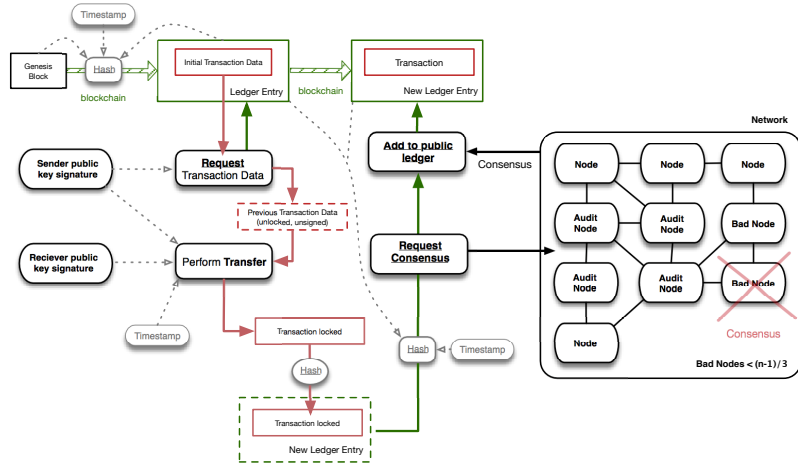 Timestamp
Genesis
Block
Hash
blockchain
Initial Transaction Data
Ledger Entry
blockchain
Transaction
New Ledger Entry
Network
Sender public
key signature
Request
Transaction Data
Add to public
ledger
Consensus
Node
Node
Node
Previous Transaction Data
(unlocked, unsigned)
Audit
Node
Audit
Node
Bad Node
Reciever public
key signature
Perform Transfer
Request
Consensus
Audit
Node
Audit
Node
Bad Node
Timestamp
Transaction locked
Hash
Timestamp
Node
Consensus
Hash
Bad Nodes < (n-1) / 3
Transaction locked
New Ledger Entry